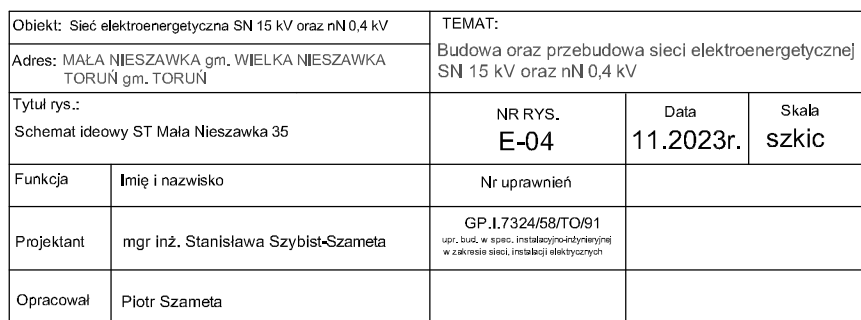 Obiekt: Sieć elektroenergetyczna SN 15 kV oraz nN 0,4 kV
TEMAT:
Budowa oraz przebudowa sieci elektroenergetycznej
SN 15 kV oraz nN 0,4 kV
Adres: MAŁA NIESZAWKA gm. WIELKA NIESZAWKA
TORUŃ gm. TORUŃ
Tytuł rys.:
Schemat ideowy ST Mała Nieszawka 35
NR RYS.
E-04
Data
11.2023r.
Skala
szkic
Funkcja
Imię i nazwisko
Nr uprawnień
Projektant
mgr inż. Stanisława Szybist-Szameta
GP.I.7324/58/TO/91
upr. bud. w spec. instalacyjno-inżynieryjnej
w zakresie sieci, instalacji elektrycznych
Opracował
Piotr Szameta